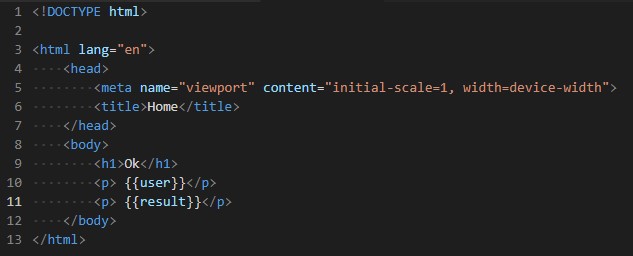 1 <!DOCTYPE html>
2
3 <html lang="en">
4 ····<head>
5 ········<meta name="viewport" content="initial-scale=1, width=device-width">
6 ········<title>Home</title>
7 ····</head>
8 ····<body>
9 ········<h1>Ok</h1>
10 ········<p> {{user}}</p>
11 ········<p> {{result}}</p>
12 ····</body>
13 </html>